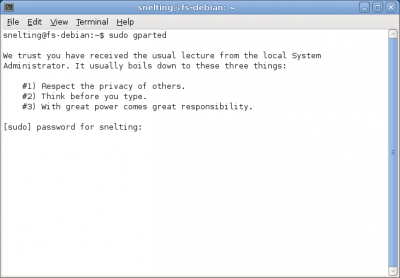 snelting@fs-debian: ~
File Edit View Terminal Help
snelting@fs-debian:~$ sudo gparted
We trust you have received the usual lecture from the local System
Administrator. It usually boils down to these three things:
#1) Respect the privacy of others.
#2) Think before you type.
#3) With great power comes great responsibility.
[sudo] password for snelting: